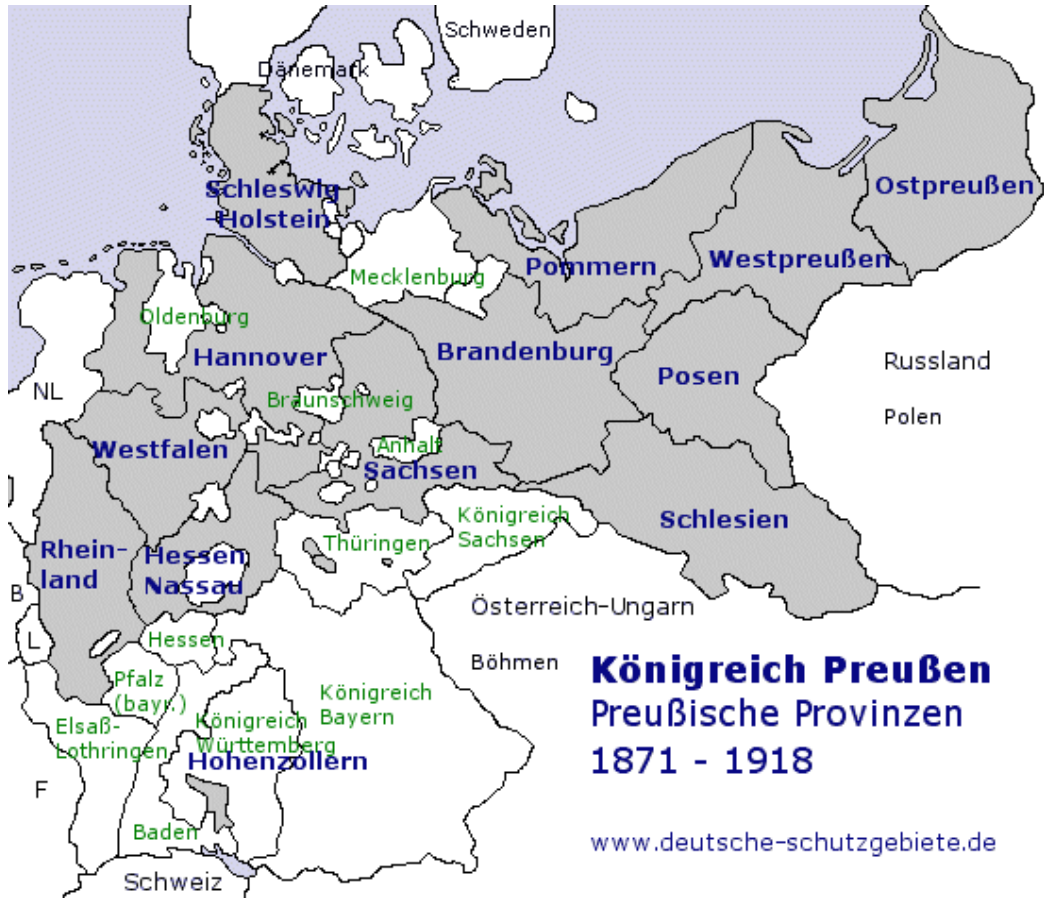 Schweden
Dänemark
Schleswig
-Holstein
Ostpreußen
Mecklenburg
Pommern
Westpreußen
Oldenburg
Hannover
Brandenburg
Russland
Posen
NL
Braunschweig
Polen
Westfalen
Anhalt
Sachsen
Königreich
Sachsen
Schlesien
Thüringen
Rhein-
land
Hessen
Nassau
B
Österreich-Ungarn
L
Hessen
Böhmen
Königreich Preußen
Preußische Provinzen
1871 - 1918
Pfalz
(bayr.)
Königreich
Bayern
Elsaß-
Lothringen
Königreich
Württemberg
Hohenzollern
F
Baden
www.deutsche-schutzgebiete.de
Schweiz